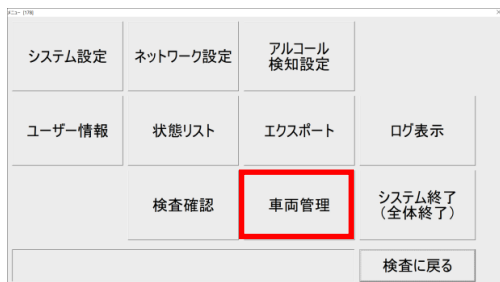 メニュー [178]
システム設定
ネットワーク設定
アルコール
検知設定
ユーザー情報
状態リスト
エクスポート
ログ表示
検査確認
車両管理
システム終了
（全体終了）
検査に戻る